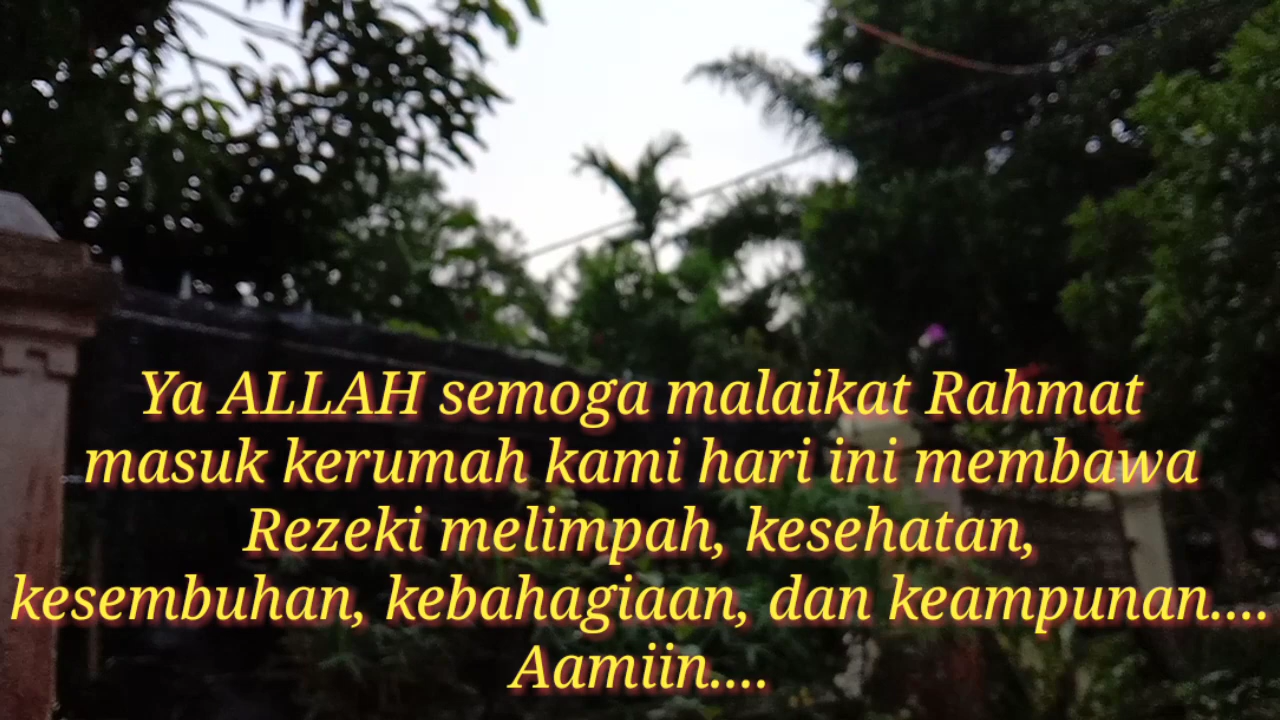 Ya ALLAH semoga malaikat Rahmat
masuk kerumah kami hari ini membawa
Rezeki melimpah, kesehatan,
kesembuhan, kebahagiaan, dan keampunan....
Aamiin....